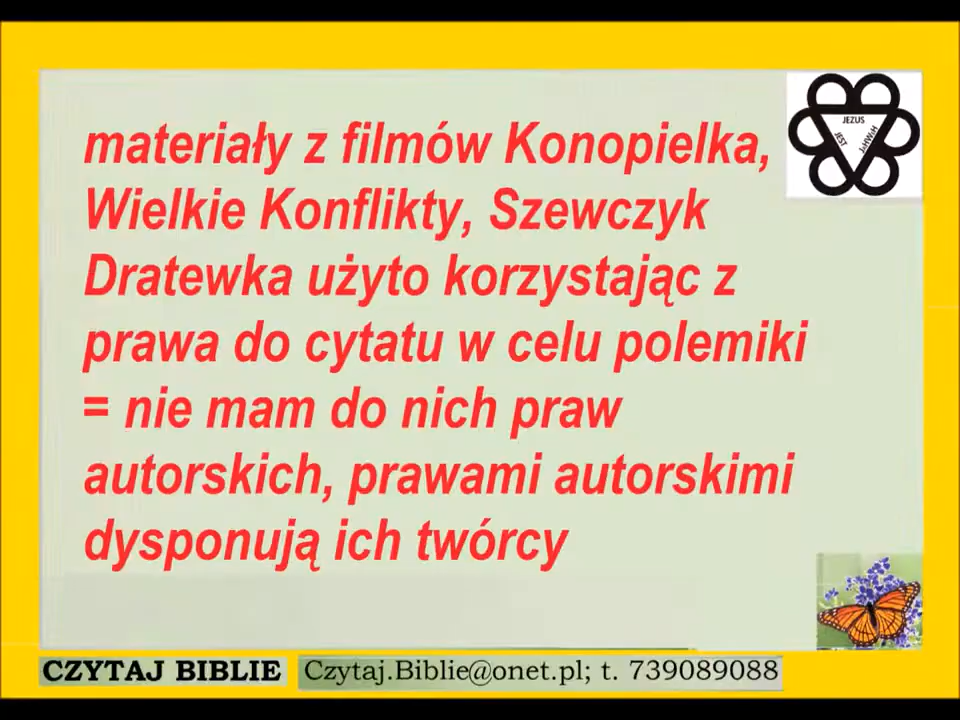 materiały z filmów Konopielka,
Wielkie Konflikty, Szewczyk
Dratewka użyto korzystając z
prawa do cytatu w celu polemiki
= nie mam do nich praw
autorskich, prawami autorskimi
dysponują ich twórcy
JEZUS
JEST
JaHWeH
CZYTAJ BIBLIE Czytaj.Biblie@onet.pl; t. 739089088